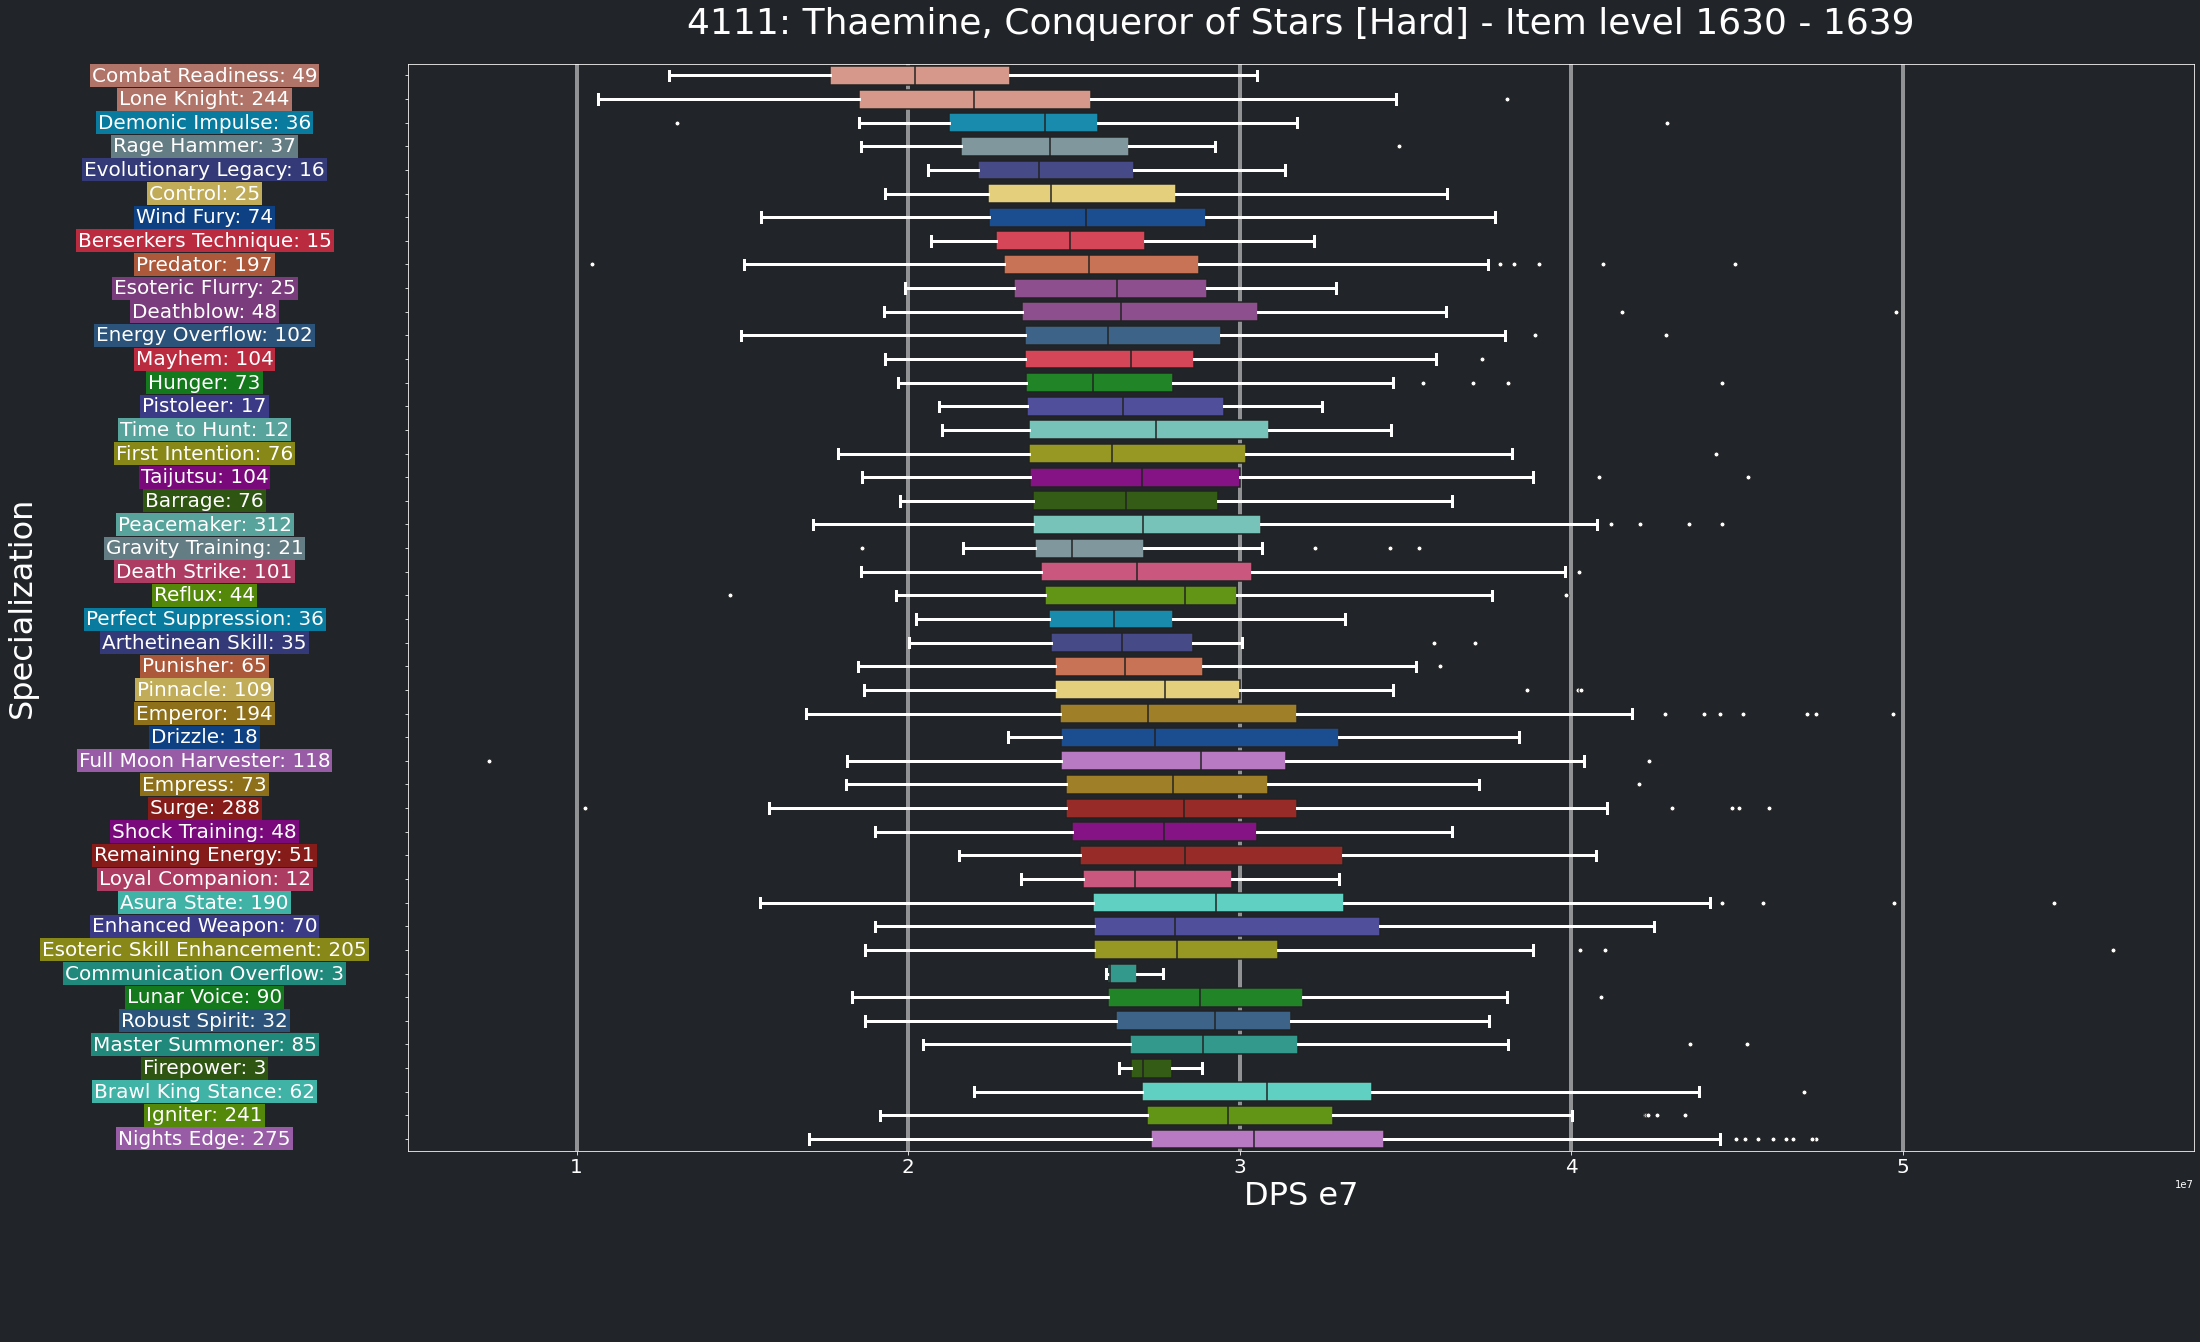 4111: Thaemine, Conqueror of Stars [Hard] - Item level 1630 - 1639
Specialization
Combat Readiness: 49
Lone Knight: 244
Demonic Impulse: 36
Rage Hammer: 37
Evolutionary Legacy: 16
Control: 25
Wind Fury: 74
Berserkers Technique: 15
Predator: 197
Esoteric Flurry: 25
Deathblow: 48
Energy Overflow: 102
Mayhem: 104
Hunger: 73
Pistoleer: 17
Time to Hunt: 12
First Intention: 76
Taijutsu: 104
Barrage: 76
Peacemaker: 312
Gravity Training: 21
Death Strike: 101
Reflux: 44
Perfect Suppression: 36
Arthetinean Skill: 35
Punisher: 65
Pinnacle: 109
Emperor: 194
Drizzle: 18
Full Moon Harvester: 118
Empress: 73
Surge: 288
Shock Training: 48
Remaining Energy: 51
Loyal Companion: 12
Asura State: 190
Enhanced Weapon: 70
Esoteric Skill Enhancement: 205
Communication Overflow: 3
Lunar Voice: 90
Robust Spirit: 32
Master Summoner: 85
Firepower: 3
Brawl King Stance: 62
Igniter: 241
Nights Edge: 275
1 2 3 4 5
1e7
DPS e7